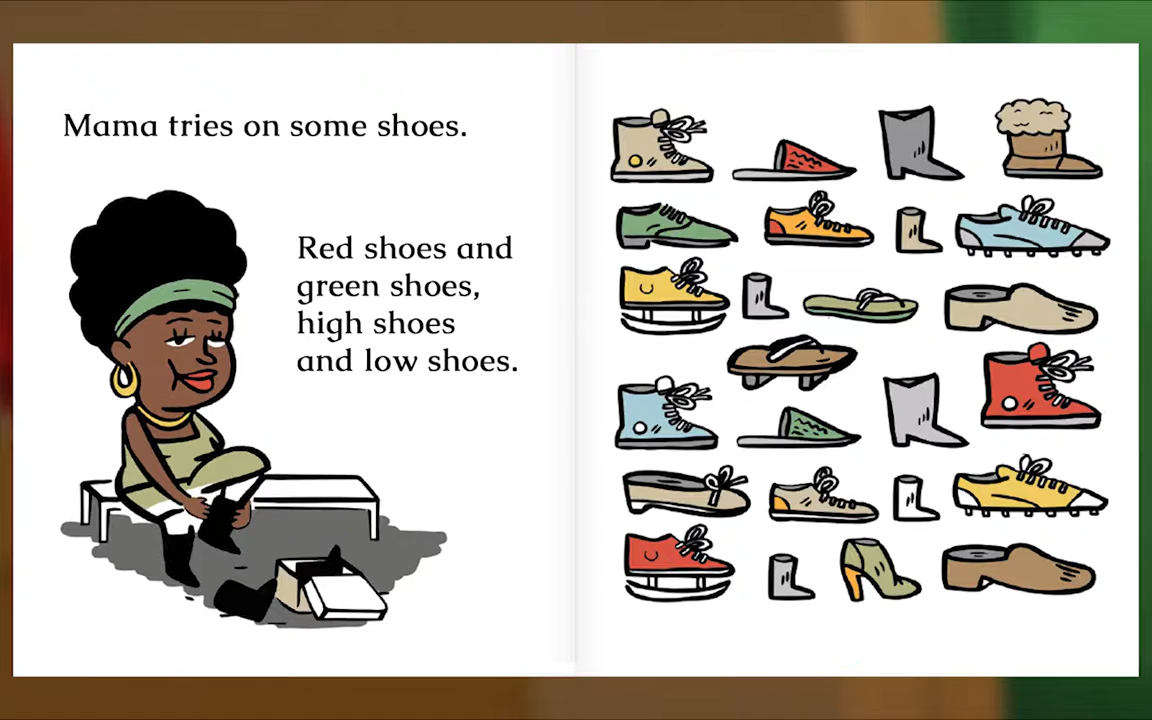 Mama tries on some shoes.
Red shoes and
green shoes,
high shoes
and low shoes.